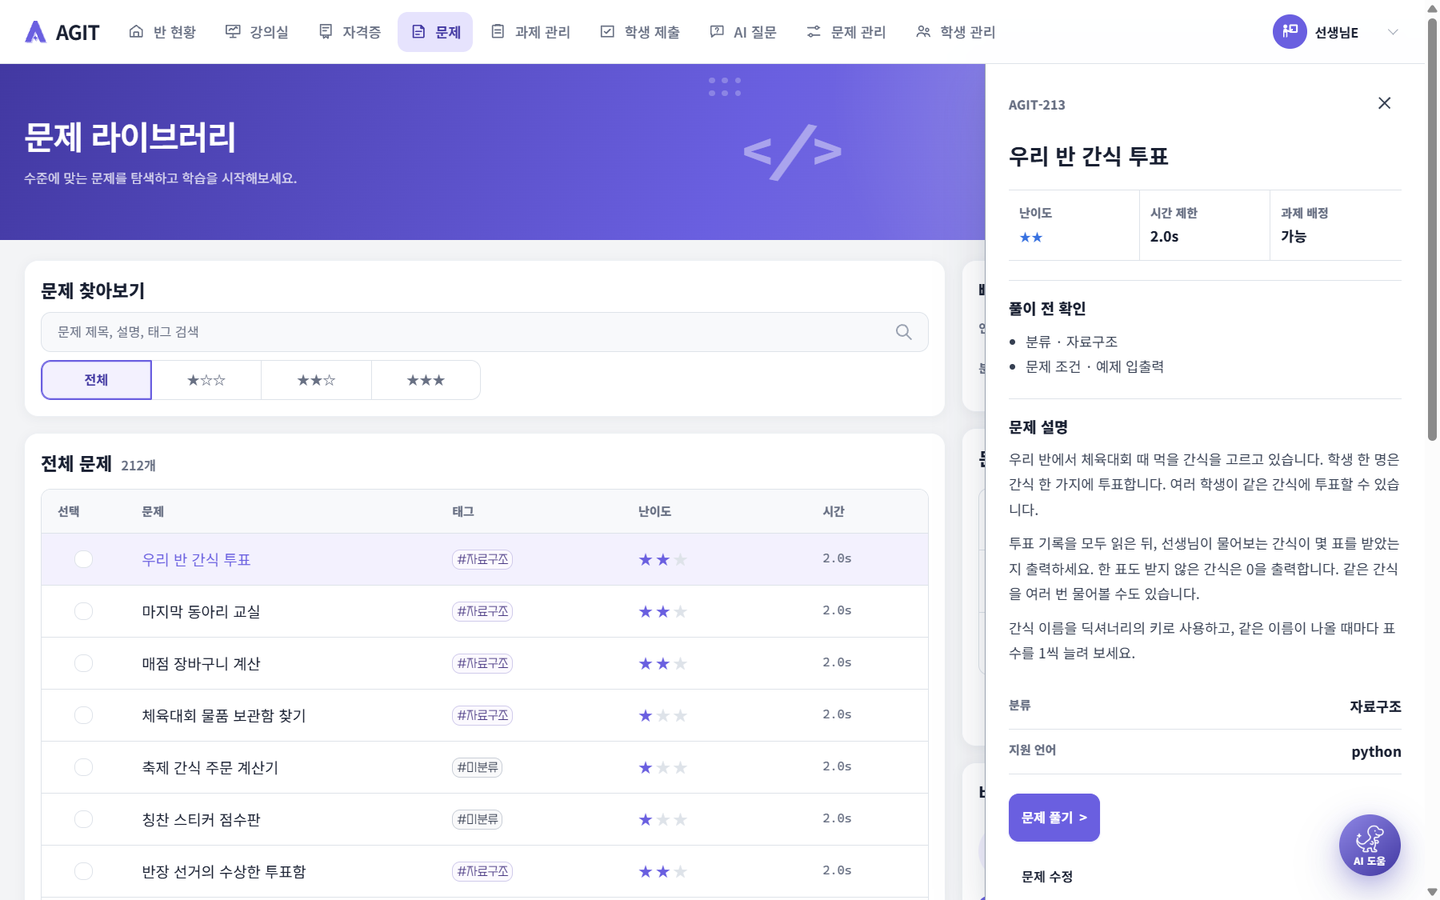 AGIT
반 현황
강의실
자격증
문제
과제 관리
학생 제출
AI 질문
문제 관리
학생 관리
선생님E
문제 라이브러리
수준에 맞는 문제를 탐색하고 학습을 시작해보세요.
</>
문제 찾아보기
문제 제목, 설명, 태그 검색
전체
★☆☆
★★☆
★★★
전체 문제 212개
선택 문제 태그 난이도 시간
우리 반 간식 투표 #자료구조 ★★★ 2.0s
마지막 동아리 교실 #자료구조 ★★★ 2.0s
매점 장바구니 계산 #자료구조 ★★★ 2.0s
체육대회 물품 보관함 찾기 #자료구조 ★★★ 2.0s
축제 간식 주문 계산기 #미분류 ★★★ 2.0s
칭찬 스티커 점수판 #미분류 ★★★ 2.0s
반장 선거의 수상한 투표함 #자료구조 ★★★ 2.0s
AGIT-213
우리 반 간식 투표
난이도 시간 제한 과제 배정
★★ 2.0s 가능
풀이 전 확인
• 분류 · 자료구조
• 문제 조건 · 예제 입출력
문제 설명
우리 반에서 체육대회 때 먹을 간식을 고르고 있습니다. 학생 한 명은
간식 한 가지에 투표합니다. 여러 학생이 같은 간식에 투표할 수 있습
니다.
투표 기록을 모두 읽은 뒤, 선생님이 물어보는 간식이 몇 표를 받았는
지 출력하세요. 한 표도 받지 않은 간식은 0을 출력합니다. 같은 간식
을 여러 번 물어볼 수도 있습니다.
간식 이름을 딕셔너리의 키로 사용하고, 같은 이름이 나올 때마다 표
수를 1씩 늘려 보세요.
분류 자료구조
지원 언어 python
문제 풀기 >
문제 수정
AI 도움